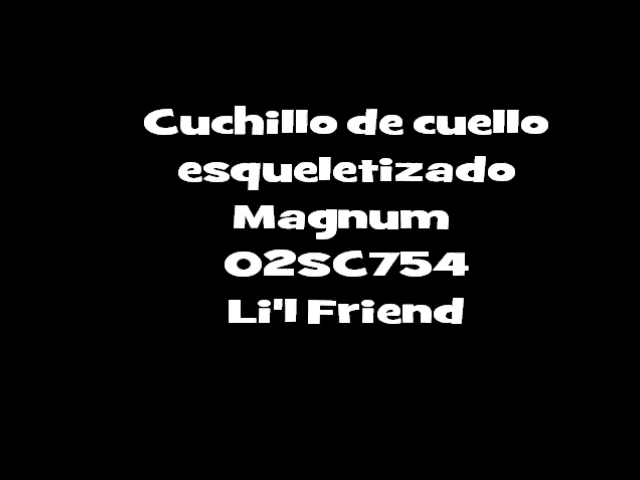 Cuchillo de cuello
esqueletizado
Magnum
02SC754
Li'l Friend